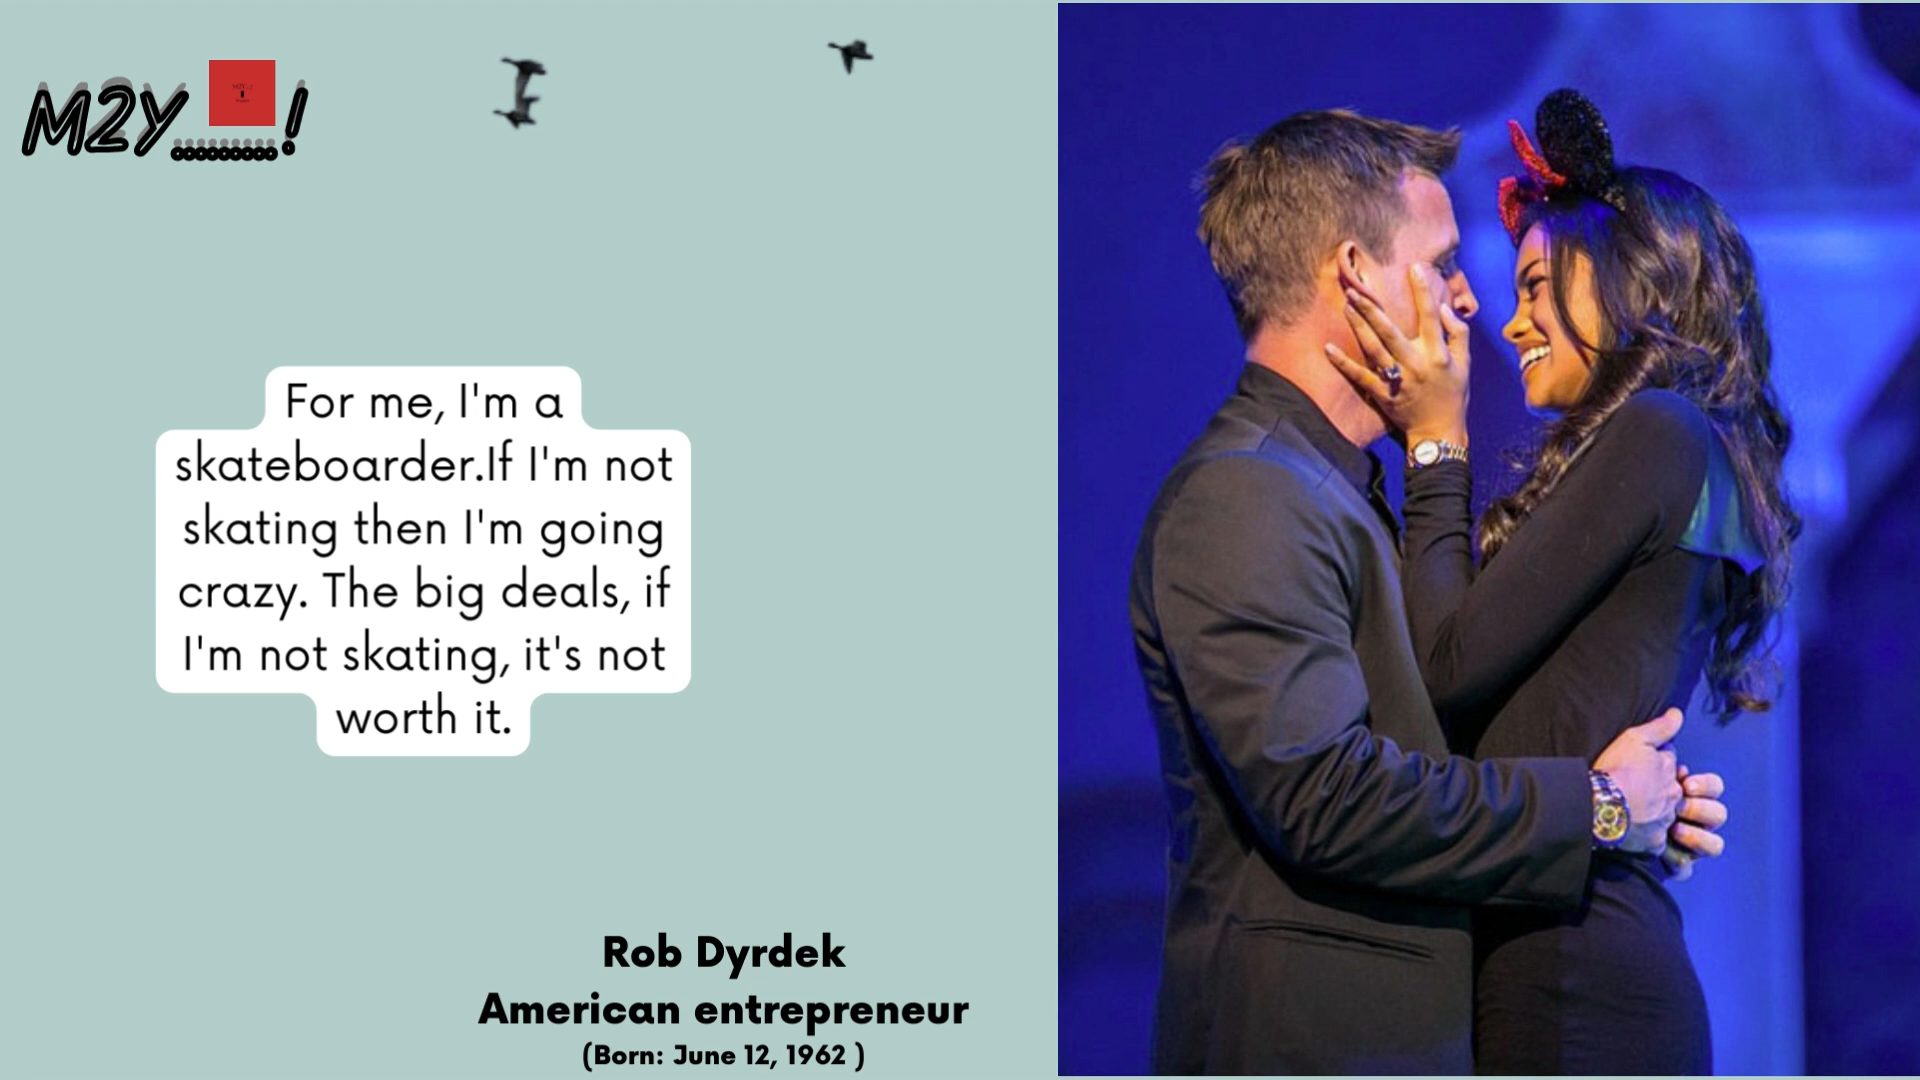 M2Y.........!
For me, I'm a
skateboarder.If I'm not
skating then I'm going
crazy. The big deals, if
I'm not skating, it's not
worth it.
Rob Dyrdek
American entrepreneur
(Born: June 12, 1962 )